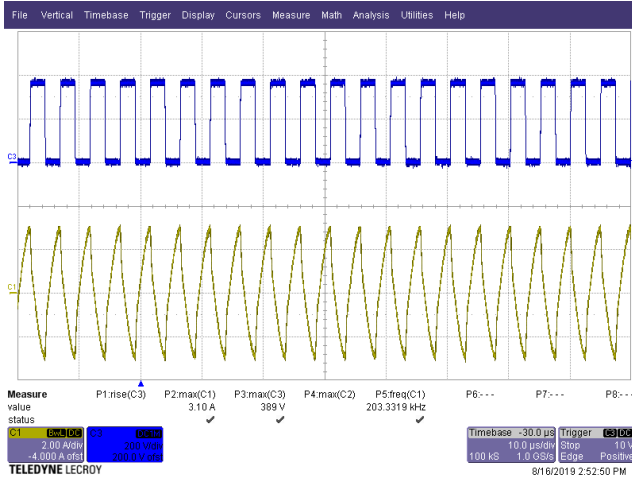 File Vertical Timebase Trigger Display Cursors Measure Math Analysis Utilities Help
C3
C1
Measure P1:rise(C3) P2:max(C1) P3:max(C3) P4:max(C2) P5:freq(C1) P6:- - - P7:- - - P8:- - -
value 3.10 A 389 V 203.3319 kHz
status
C1 BwL DC
2.00 A/div
-4.000 A ofst
C3
200 V/div
Timebase -30.0 µs
10.0 µs/div
100 kS 1.0 GS/s
Trigger C3 DC
Stop 10 V
Edge Positive
TELEDYNE LECROY
8/16/2019 2:52:50 PM